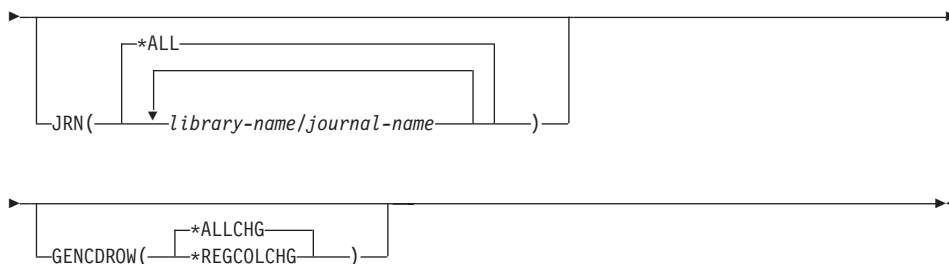 *ALL
JRN( library-name/journal-name )
*ALLCHG
GENCDROW( *REGCOLCHG )